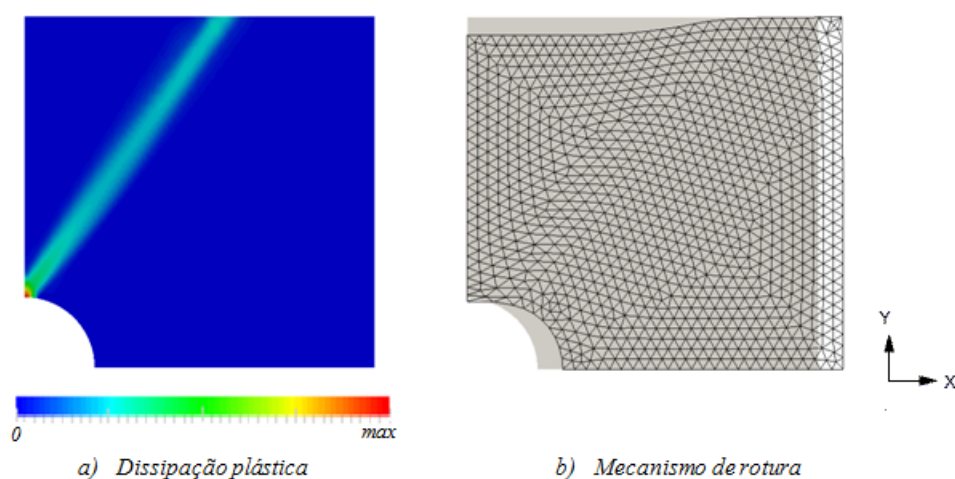 Y
X
0
max
a) Dissipação plástica
b) Mecanismo de rotura